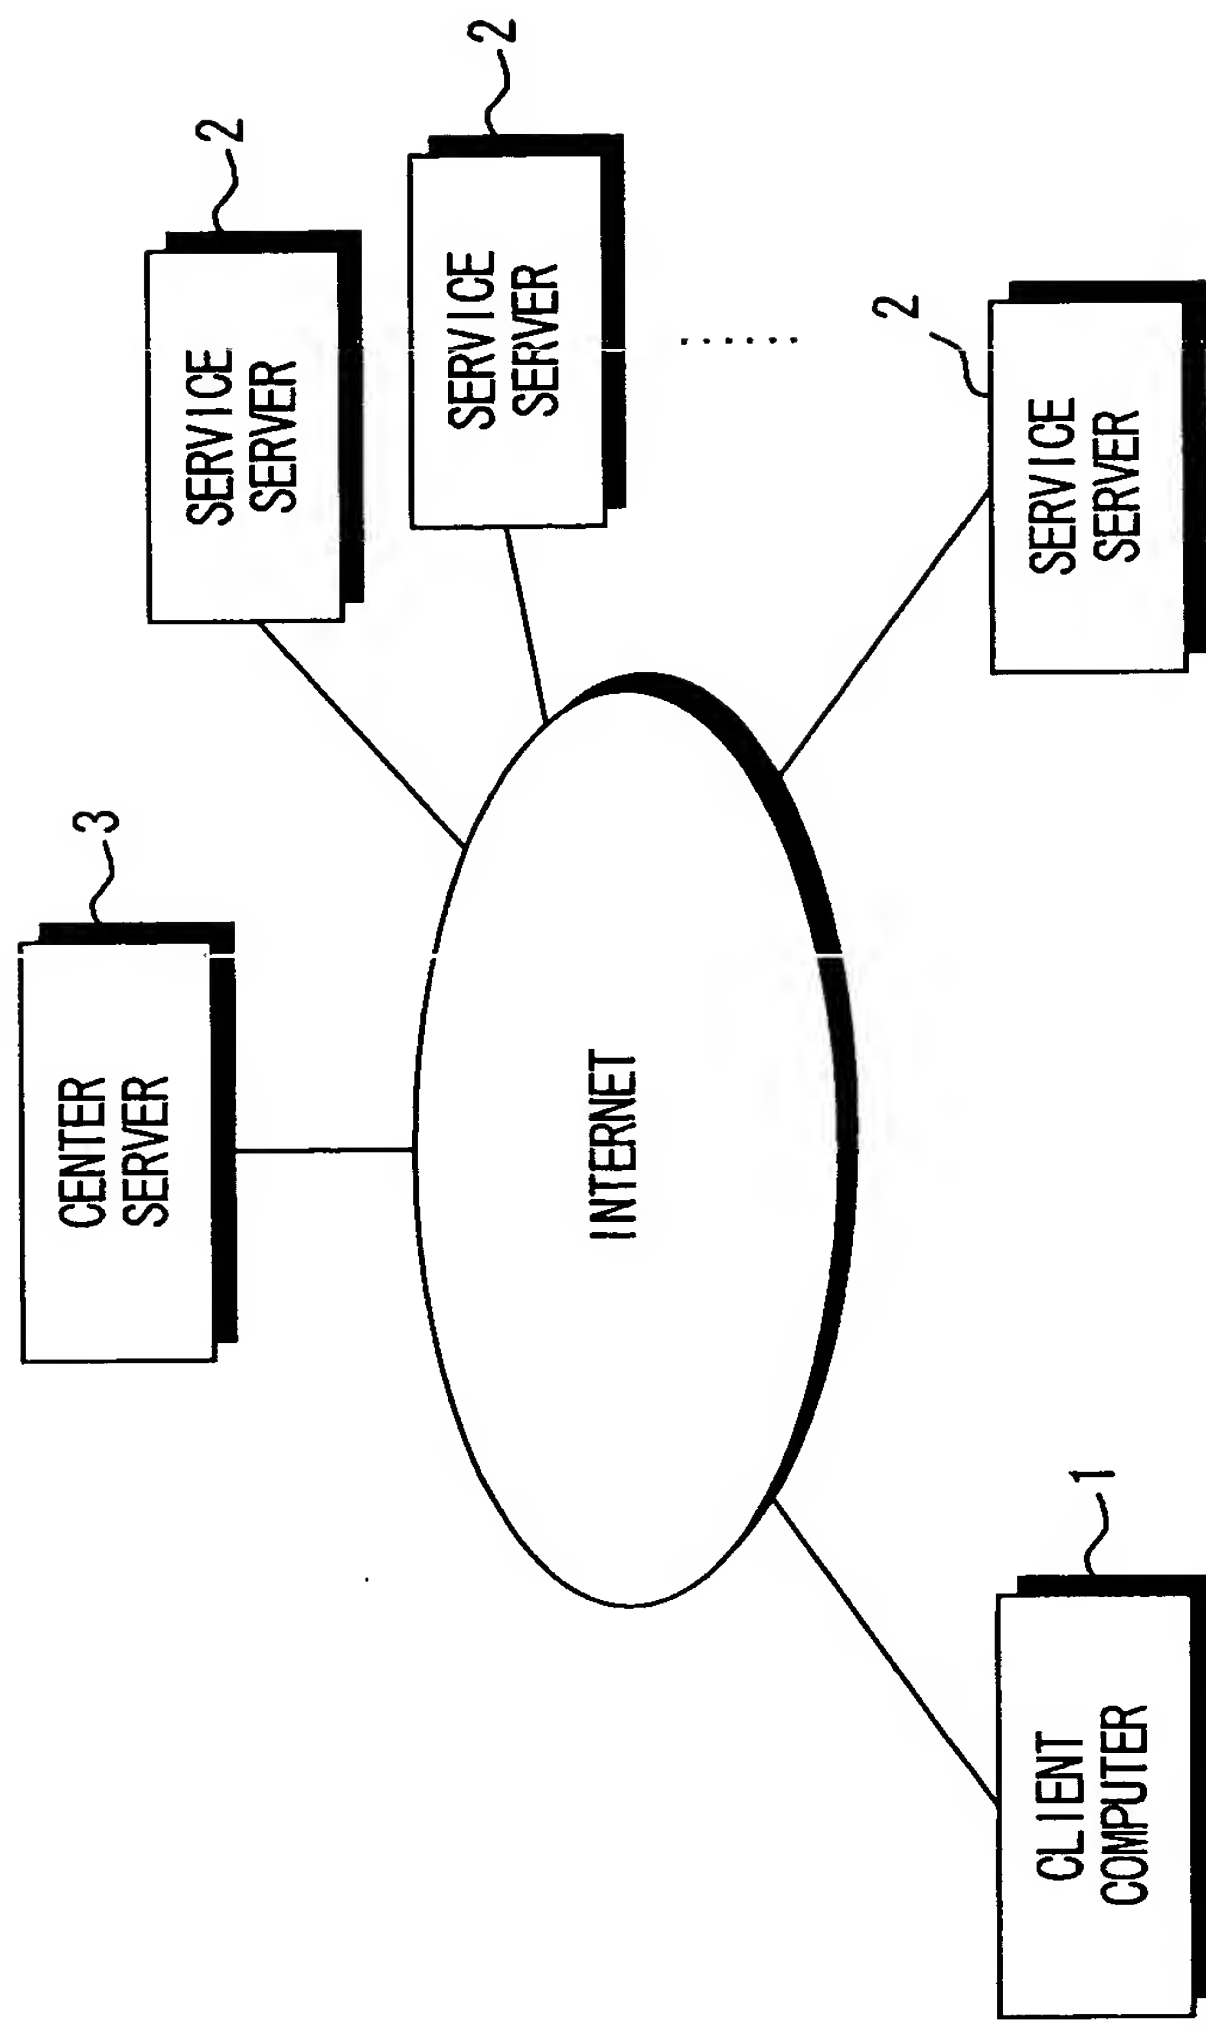 3
CENTER
SERVER
2
SERVICE
SERVER
2
SERVICE
SERVER
......
2
SERVICE
SERVER
INTERNET
1
CLIENT
COMPUTER